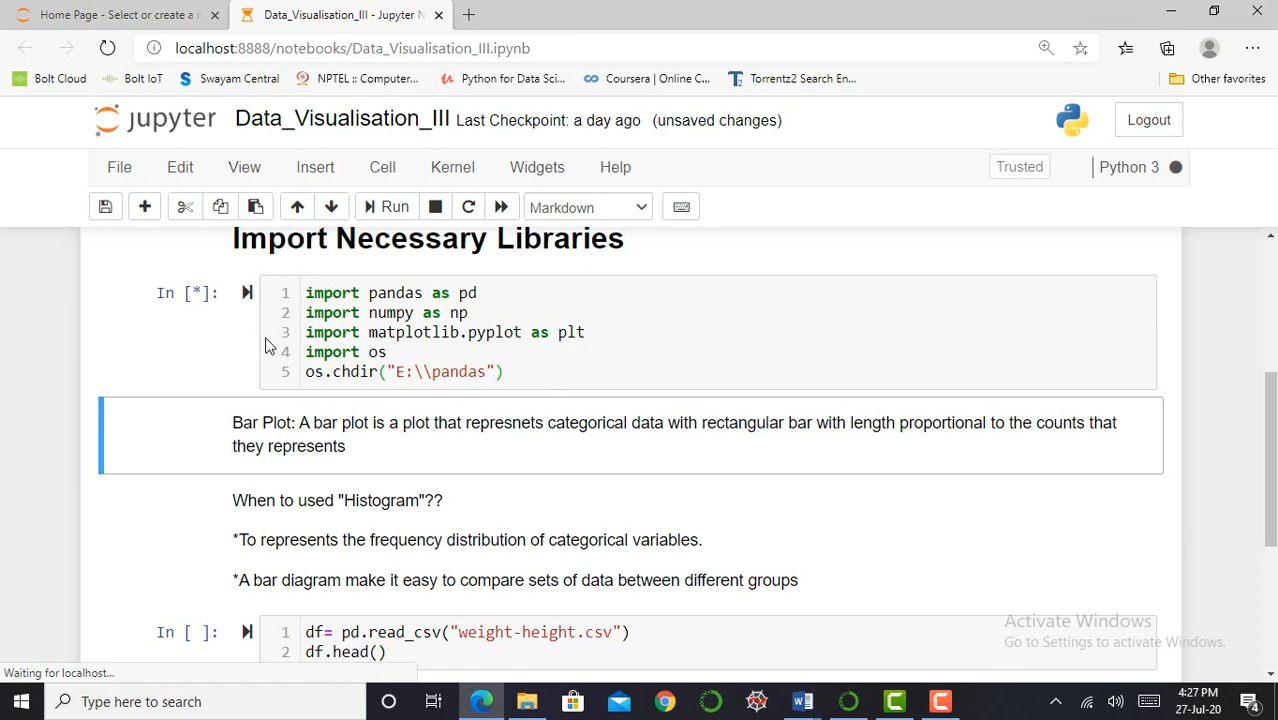 Home Page - Select or create a n
Data_Visualisation_III - Jupyter N
localhost:8888/notebooks/Data_Visualisation_III.ipynb
Bolt Cloud
Bolt IoT
Swayam Central
NPTEL :: Computer...
Python for Data Sci...
Coursera | Online C...
Torrentz2 Search En...
Other favorites
jupyter Data_Visualisation_III Last Checkpoint: a day ago (unsaved changes)
Logout
File Edit View Insert Cell Kernel Widgets Help
Trusted
Python 3
Run
Markdown
Import Necessary Libraries
In [*]:
1 import pandas as pd
2 import numpy as np
3 import matplotlib.pyplot as plt
4 import os
5 os.chdir("E:\\pandas")
Bar Plot: A bar plot is a plot that represnets categorical data with rectangular bar with length proportional to the counts that
they represents
When to used "Histogram"??
*To represents the frequency distribution of categorical variables.
*A bar diagram make it easy to compare sets of data between different groups
In [ ]:
1 df= pd.read_csv("weight-height.csv")
2 df.head()
Activate Windows
Go to Settings to activate Windows.
Waiting for localhost...
Type here to search
4:27 PM
27-Jul-20
4